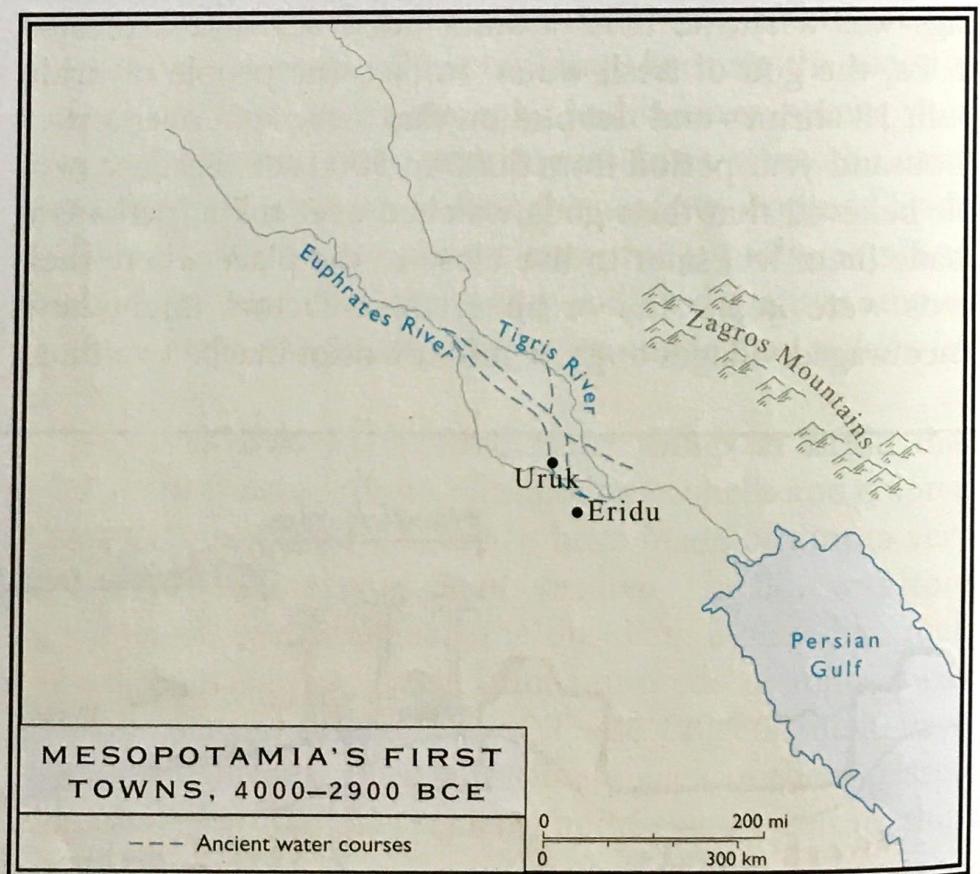 Euphrates River
Tigris River
Zagros Mountains
Uruk
Eridu
Persian
Gulf
MESOPOTAMIA'S FIRST
TOWNS, 4000–2900 BCE
Ancient water courses
0 200 mi
0 300 km